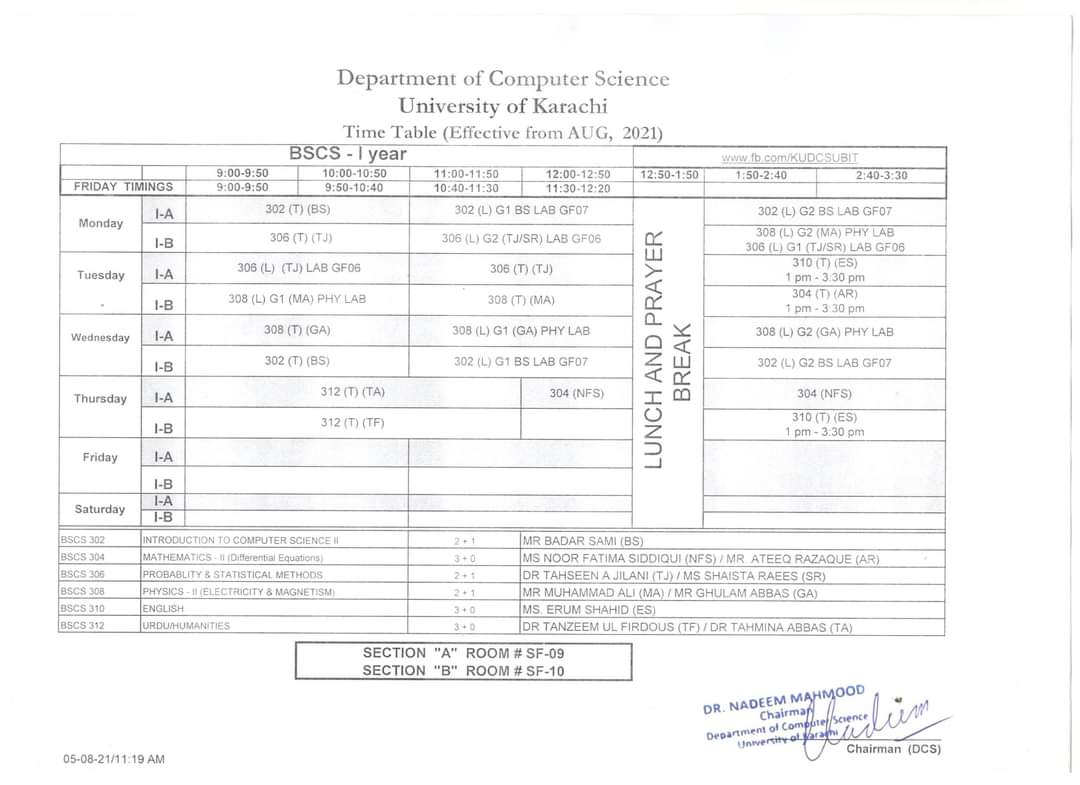 Department of Computer Science
University of Karachi
Time Table (Effective from AUG, 2021)
BSCS - I year www.fb.com/KUDCSUBIT
9:00-9:50 10:00-10:50 11:00-11:50 12:00-12:50 12:50-1:50 1:50-2:40 2:40-3:30
FRIDAY TIMINGS 9:00-9:50 9:50-10:40 10:40-11:30 11:30-12:20
LUNCH AND PRAYER
BREAK
Monday
I-A 302 (T) (BS) 302 (L) G1 BS LAB GF07 302 (L) G2 BS LAB GF07
I-B 306 (T) (TJ) 306 (L) G2 (TJ/SR) LAB GF06 308 (L) G2 (MA) PHY LAB
306 (L) G1 (TJ/SR) LAB GF06
Tuesday
I-A 306 (L) (TJ) LAB GF06 306 (T) (TJ) 310 (T) (ES)
1 pm - 3:30 pm
I-B 308 (L) G1 (MA) PHY LAB 308 (T) (MA) 304 (T) (AR)
1 pm - 3:30 pm
Wednesday
I-A 308 (T) (GA) 308 (L) G1 (GA) PHY LAB 308 (L) G2 (GA) PHY LAB
I-B 302 (T) (BS) 302 (L) G1 BS LAB GF07 302 (L) G2 BS LAB GF07
Thursday
I-A 312 (T) (TA) 304 (NFS) 304 (NFS)
I-B 312 (T) (TF) 310 (T) (ES)
1 pm - 3:30 pm
Friday
I-A
I-B
Saturday
I-A
I-B
BSCS 302 INTRODUCTION TO COMPUTER SCIENCE II 2 + 1 MR BADAR SAMI (BS)
BSCS 304 MATHEMATICS - II (Differential Equations) 3 + 0 MS NOOR FATIMA SIDDIQUI (NFS) / MR. ATEEQ RAZAQUE (AR)
BSCS 306 PROBABLITY & STATISTICAL METHODS 2 + 1 DR TAHSEEN A JILANI (TJ) / MS SHAISTA RAEES (SR)
BSCS 308 PHYSICS - II (ELECTRICITY & MAGNETISM) 2 + 1 MR MUHAMMAD ALI (MA) / MR GHULAM ABBAS (GA)
BSCS 310 ENGLISH 3 + 0 MS. ERUM SHAHID (ES)
BSCS 312 URDU/HUMANITIES 3 + 0 DR TANZEEM UL FIRDOUS (TF) / DR TAHMINA ABBAS (TA)
SECTION "A" ROOM # SF-09
SECTION "B" ROOM # SF-10
DR. NADEEM MAHMOOD
Chairman
Department of Computer Science
University of Karachi
Chairman (DCS)
05-08-21/11:19 AM